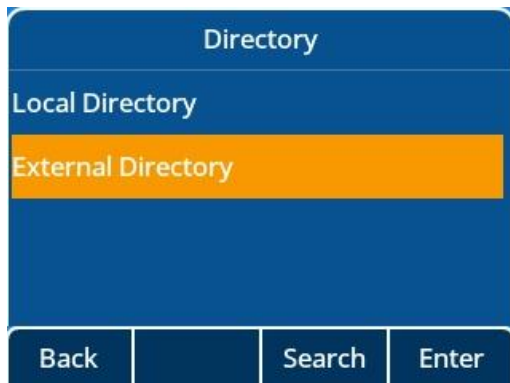 Directory
Local Directory
External Directory
Back Search Enter